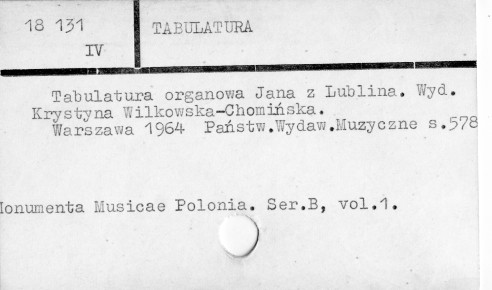 18 131 TABULATURA
IV
Tabulatura organowa Jana z Lublina. Wyd.
Krystyna Wilkowska-Chomińska.
Warszawa 1964 Państw.Wydaw.Muzyczne s.578
Monumenta Musicae Polonia. Ser.B, vol.1.